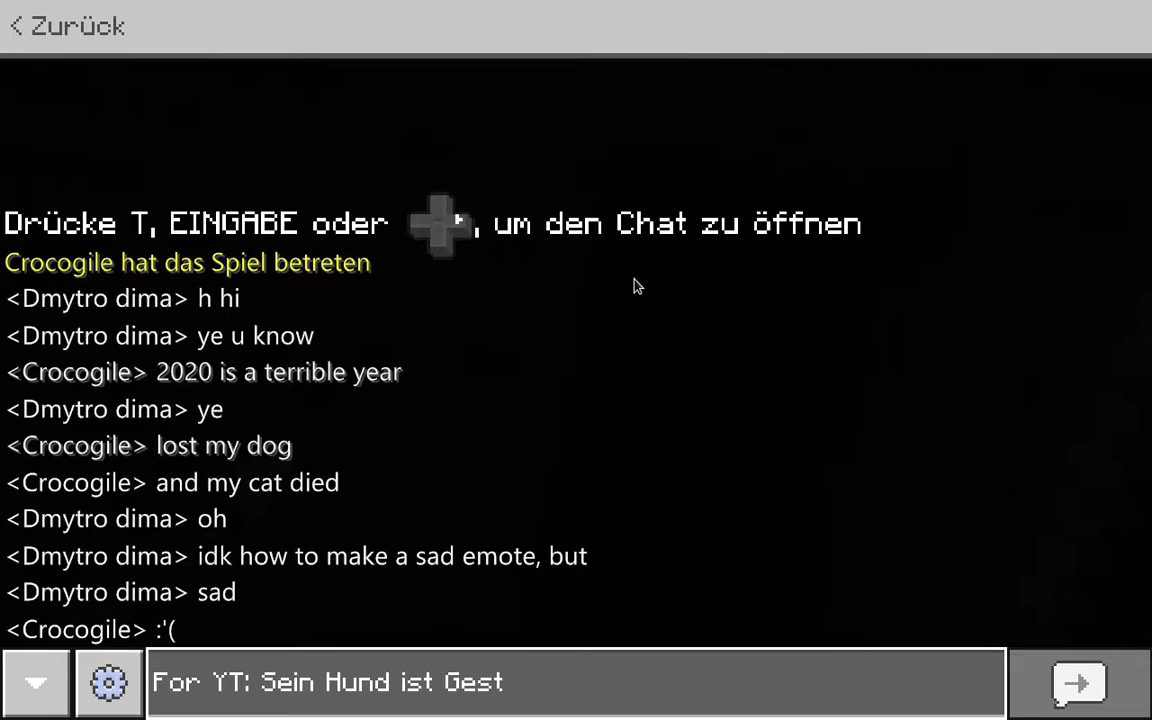 < Zurück
Drücke T, EINGABE oder , um den Chat zu öffnen
Crocogile hat das Spiel betreten
<Dmytro dima> h hi
<Dmytro dima> ye u know
<Crocogile> 2020 is a terrible year
<Dmytro dima> ye
<Crocogile> lost my dog
<Crocogile> and my cat died
<Dmytro dima> oh
<Dmytro dima> idk how to make a sad emote, but
<Dmytro dima> sad
<Crocogile> :'(
For YT: Sein Hund ist Gest